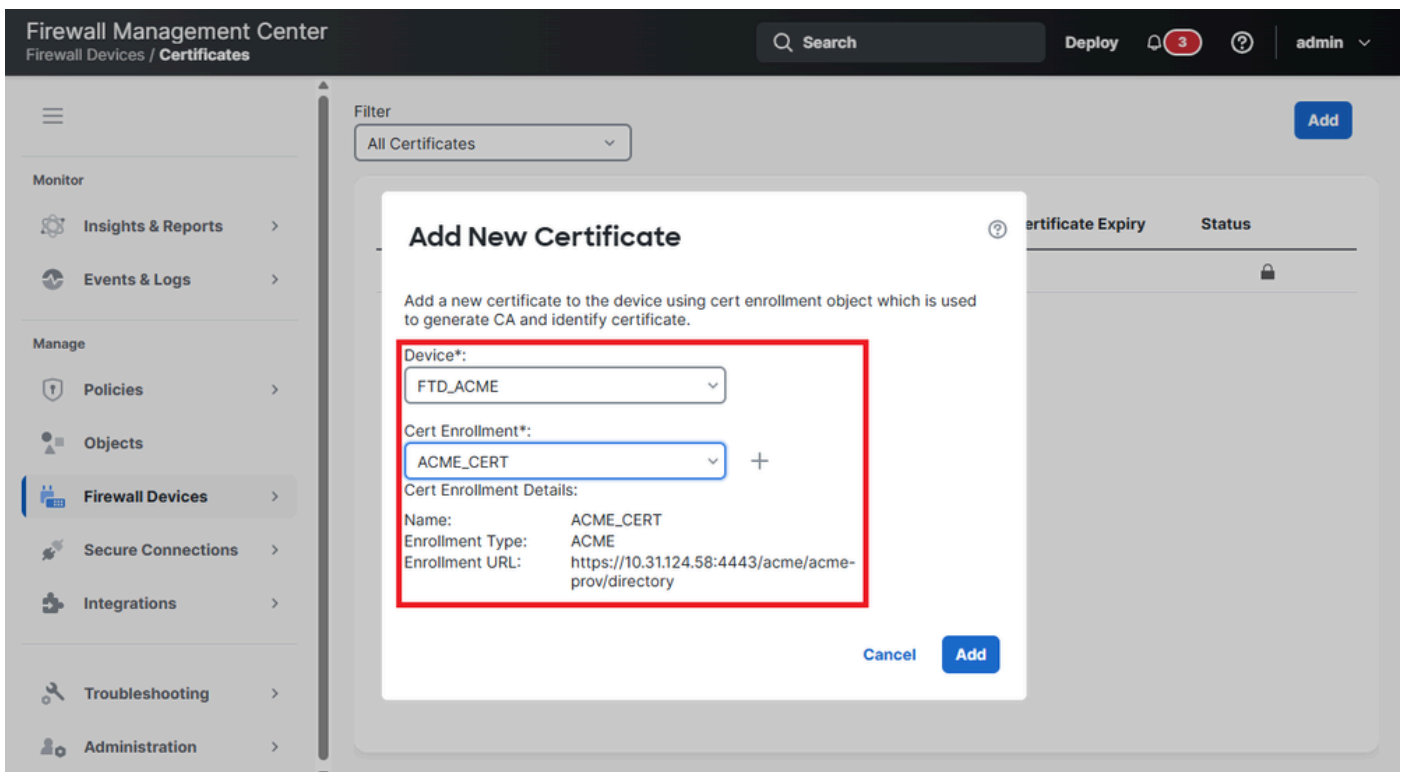 Firewall Management Center
Firewall Devices / Certificates
Search
Deploy
3
admin
Filter
All Certificates
Add
Monitor
Insights & Reports
Events & Logs
Manage
Policies
Objects
Firewall Devices
Secure Connections
Integrations
Troubleshooting
Administration
ertificate Expiry
Status
Add New Certificate
Add a new certificate to the device using cert enrollment object which is used
to generate CA and identify certificate.
Device*:
FTD_ACME
Cert Enrollment*:
ACME_CERT
Cert Enrollment Details:
Name: ACME_CERT
Enrollment Type: ACME
Enrollment URL: https://10.31.124.58:4443/acme/acme-
prov/directory
Cancel
Add